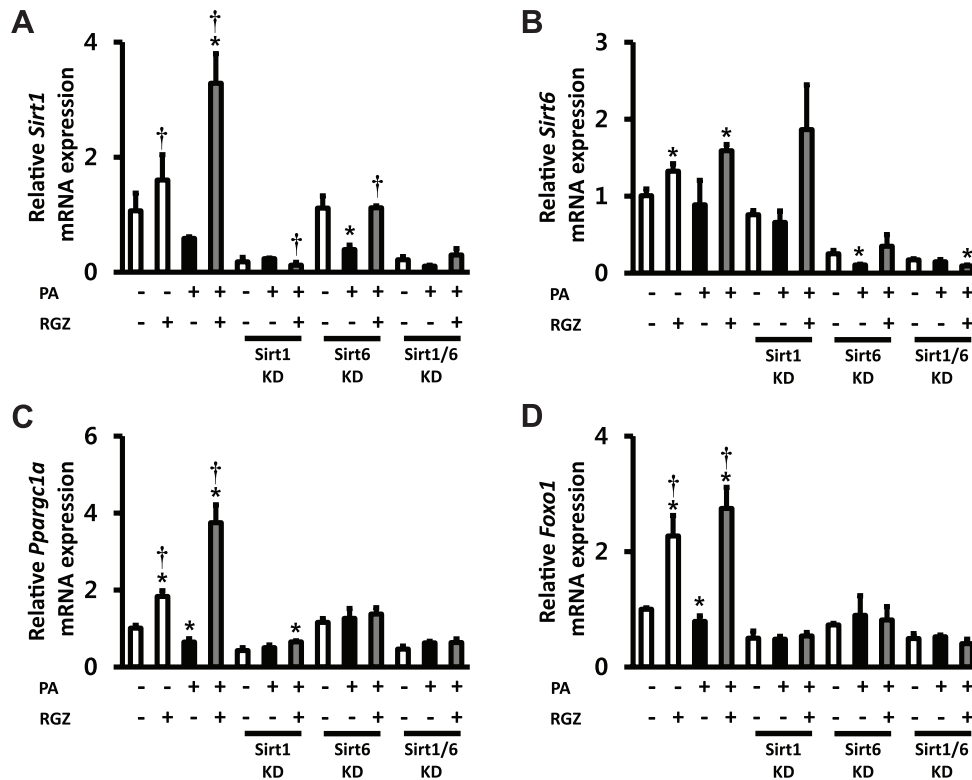 A
Relative Sirt1
mRNA expression
4
2
0
† * † † * †
PA - - + + - + + - + + - + +
RGZ - + - + - - + - - + - - +
Sirt1 Sirt6 Sirt1/6
KD KD KD
B
Relative Sirt6
mRNA expression
3
2
1
0
* * * *
PA - - + + - + + - + + - + +
RGZ - + - + - - + - - + - - +
Sirt1 Sirt6 Sirt1/6
KD KD KD
C
Relative Ppargc1a
mRNA expression
6
4
2
0
† * * † * *
PA - - + + - + + - + + - + +
RGZ - + - + - - + - - + - - +
Sirt1 Sirt6 Sirt1/6
KD KD KD
D
Relative Foxo1
mRNA expression
4
2
0
† * * † *
PA - - + + - + + - + + - + +
RGZ - + - + - - + - - + - - +
Sirt1 Sirt6 Sirt1/6
KD KD KD